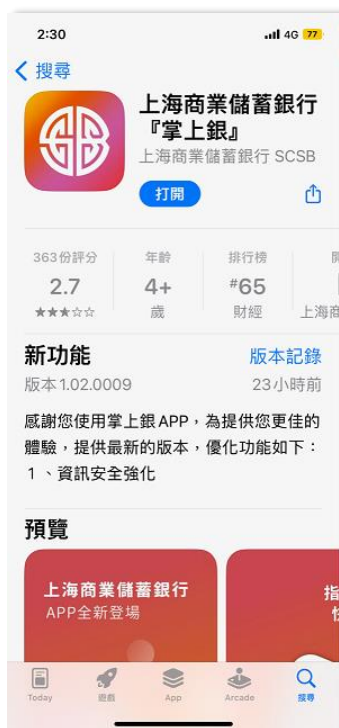 2:30
4G 77
搜尋
上海商業儲蓄銀行
『掌上銀』
上海商業儲蓄銀行 SCSB
打開
363份評分 年齡 排行榜
2.7 4+ #65
歲 財經 上海商
新功能 版本記錄
版本 1.02.0009 23小時前
感謝您使用掌上銀APP，為提供您更佳的
體驗，提供最新的版本，優化功能如下：
1 、資訊安全強化
預覽
上海商業儲蓄銀行
APP全新登場
指
Today 遊戲 App Arcade 搜尋